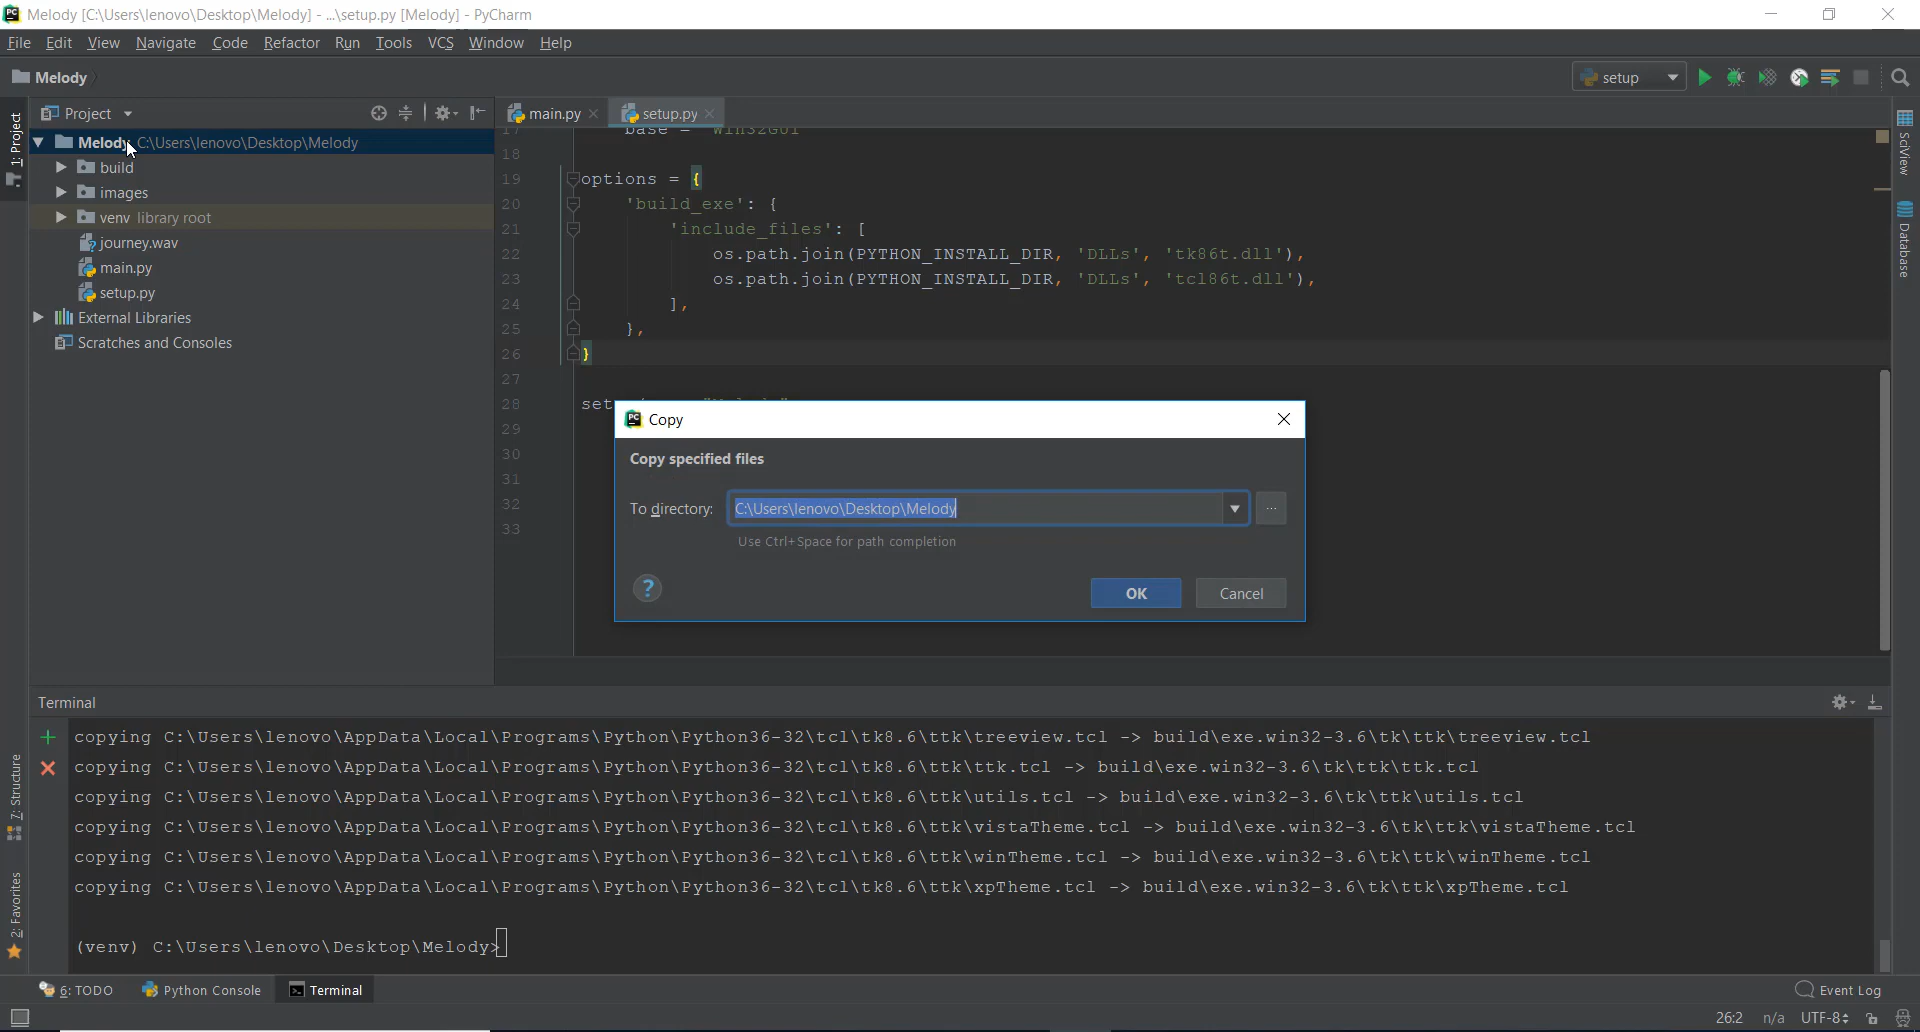 Melody [C:\Users\lenovo\Desktop\Melody] - ...\setup.py [Melody] - PyCharm
File Edit View Navigate Code Refactor Run Tools VCS Window Help
Melody
setup
Project
main.py
setup.py
1: Project
Melody C:\Users\lenovo\Desktop\Melody
build
images
venv library root
journey.wav
main.py
setup.py
External Libraries
Scratches and Consoles
17 base = "Win32GUI"
18
19 options = {
20 'build_exe': {
21 'include_files': [
22 os.path.join(PYTHON_INSTALL_DIR, 'DLLs', 'tk86t.dll'),
23 os.path.join(PYTHON_INSTALL_DIR, 'DLLs', 'tcl86t.dll'),
24 ],
25 },
26 }
27
28 set
29
30
31
32
33
SciView
Database
Copy
Copy specified files
To directory: C:\Users\lenovo\Desktop\Melody ...
Use Ctrl+Space for path completion
? OK Cancel
Terminal
copying C:\Users\lenovo\AppData\Local\Programs\Python\Python36-32\tcl\tk8.6\ttk\treeview.tcl -> build\exe.win32-3.6\tk\ttk\treeview.tcl
copying C:\Users\lenovo\AppData\Local\Programs\Python\Python36-32\tcl\tk8.6\ttk\ttk.tcl -> build\exe.win32-3.6\tk\ttk\ttk.tcl
copying C:\Users\lenovo\AppData\Local\Programs\Python\Python36-32\tcl\tk8.6\ttk\utils.tcl -> build\exe.win32-3.6\tk\ttk\utils.tcl
copying C:\Users\lenovo\AppData\Local\Programs\Python\Python36-32\tcl\tk8.6\ttk\vistaTheme.tcl -> build\exe.win32-3.6\tk\ttk\vistaTheme.tcl
copying C:\Users\lenovo\AppData\Local\Programs\Python\Python36-32\tcl\tk8.6\ttk\winTheme.tcl -> build\exe.win32-3.6\tk\ttk\winTheme.tcl
copying C:\Users\lenovo\AppData\Local\Programs\Python\Python36-32\tcl\tk8.6\ttk\xpTheme.tcl -> build\exe.win32-3.6\tk\ttk\xpTheme.tcl
(venv) C:\Users\lenovo\Desktop\Melody>
7: Structure
2: Favorites
6: TODO Python Console Terminal Event Log
26:2 n/a UTF-8